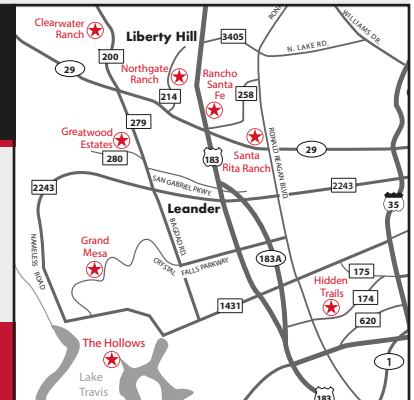 Clearwater
Ranch
Liberty Hill
3405
RON
WILLIAMS DR.
N. LAKE RD.
200
29
Northgate
Ranch
Rancho
Santa
Fe
214
258
279
Greatwood
Estates
280
183
Santa
Rita Ranch
RONALD REAGAN BLVD.
29
2243
SAN GABRIEL PKWY.
2243
35
Leander
NAMELESS ROAD
BAGDAD RD.
Grand
Mesa
CRYSTAL FALLS PARKWAY
183A
175
Hidden
Trails
174
1431
620
The Hollows
1
Lake
Travis
183